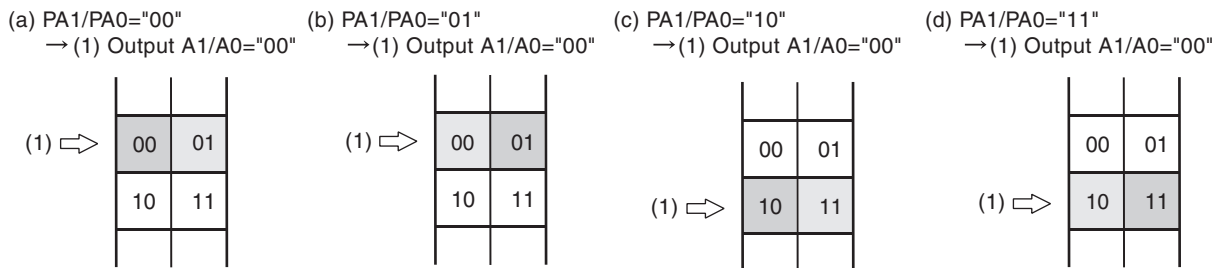 (a) PA1/PA0="00"
→(1) Output A1/A0="00"
(1)
00 01
10 11
(b) PA1/PA0="01"
→(1) Output A1/A0="00"
(1)
00 01
10 11
(c) PA1/PA0="10"
→(1) Output A1/A0="00"
00 01
(1)
10 11
(d) PA1/PA0="11"
→(1) Output A1/A0="00"
00 01
(1)
10 11